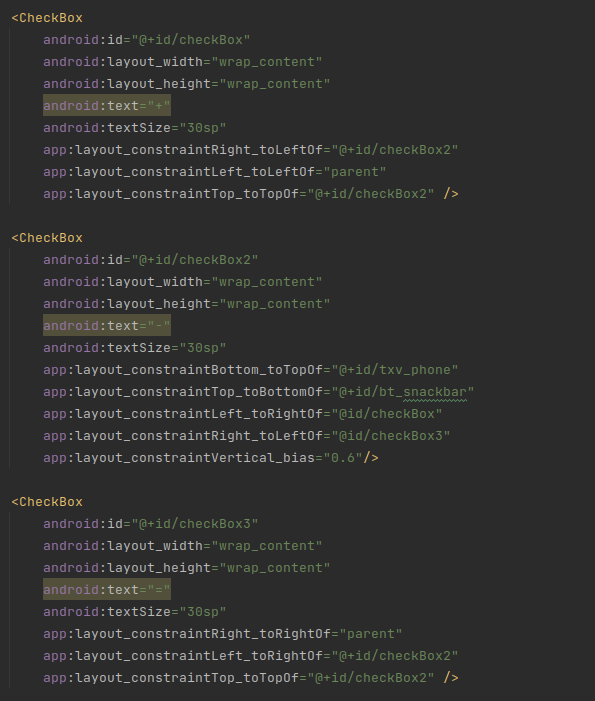 <CheckBox
android:id="@+id/checkBox"
android:layout_width="wrap_content"
android:layout_height="wrap_content"
android:text="+"
android:textSize="30sp"
app:layout_constraintRight_toLeftOf="@+id/checkBox2"
app:layout_constraintLeft_toLeftOf="parent"
app:layout_constraintTop_toTopOf="@+id/checkBox2" />
<CheckBox
android:id="@+id/checkBox2"
android:layout_width="wrap_content"
android:layout_height="wrap_content"
android:text="-"
android:textSize="30sp"
app:layout_constraintBottom_toTopOf="@+id/txv_phone"
app:layout_constraintTop_toBottomOf="@+id/bt_snackbar"
app:layout_constraintLeft_toRightOf="@id/checkBox"
app:layout_constraintRight_toLeftOf="@id/checkBox3"
app:layout_constraintVertical_bias="0.6"/>
<CheckBox
android:id="@+id/checkBox3"
android:layout_width="wrap_content"
android:layout_height="wrap_content"
android:text="="
android:textSize="30sp"
app:layout_constraintRight_toRightOf="parent"
app:layout_constraintLeft_toRightOf="@+id/checkBox2"
app:layout_constraintTop_toTopOf="@+id/checkBox2" />